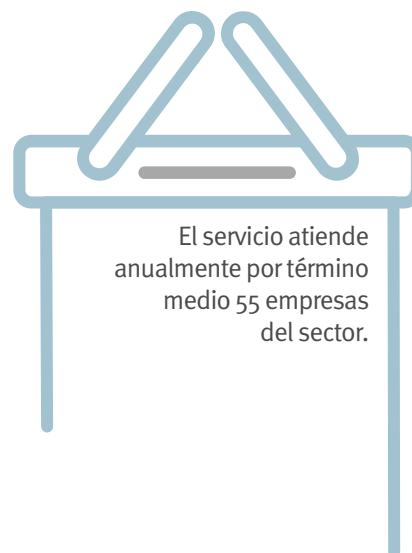 El servicio atiende
anualmente por término
medio 55 empresas
del sector.